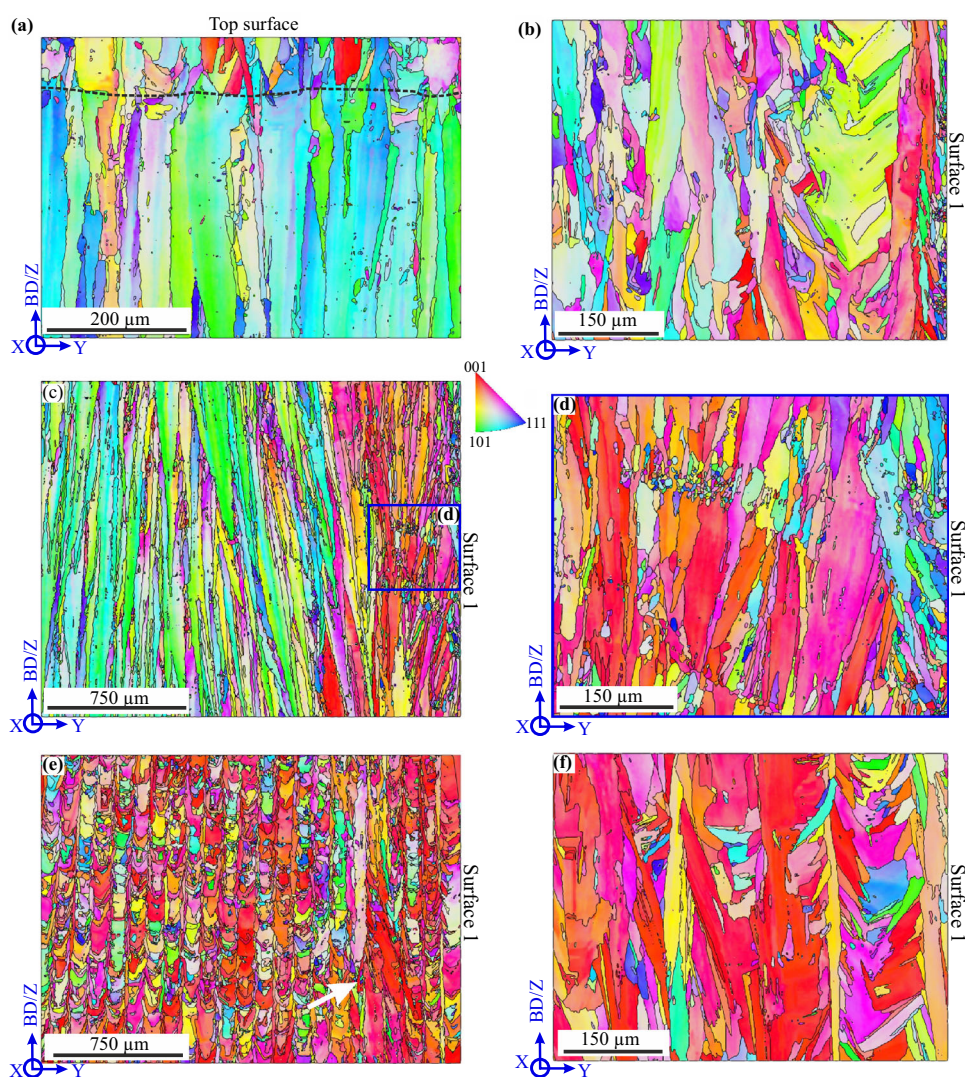 (a)
Top surface
BD/Z
200 µm
X
Y
(b)
Surface 1
BD/Z
150 µm
X
Y
001
101
111
(c)
(d)
Surface 1
BD/Z
750 µm
X
Y
(d)
Surface 1
BD/Z
150 µm
X
Y
(e)
Surface 1
BD/Z
750 µm
X
Y
(f)
Surface 1
BD/Z
150 µm
X
Y